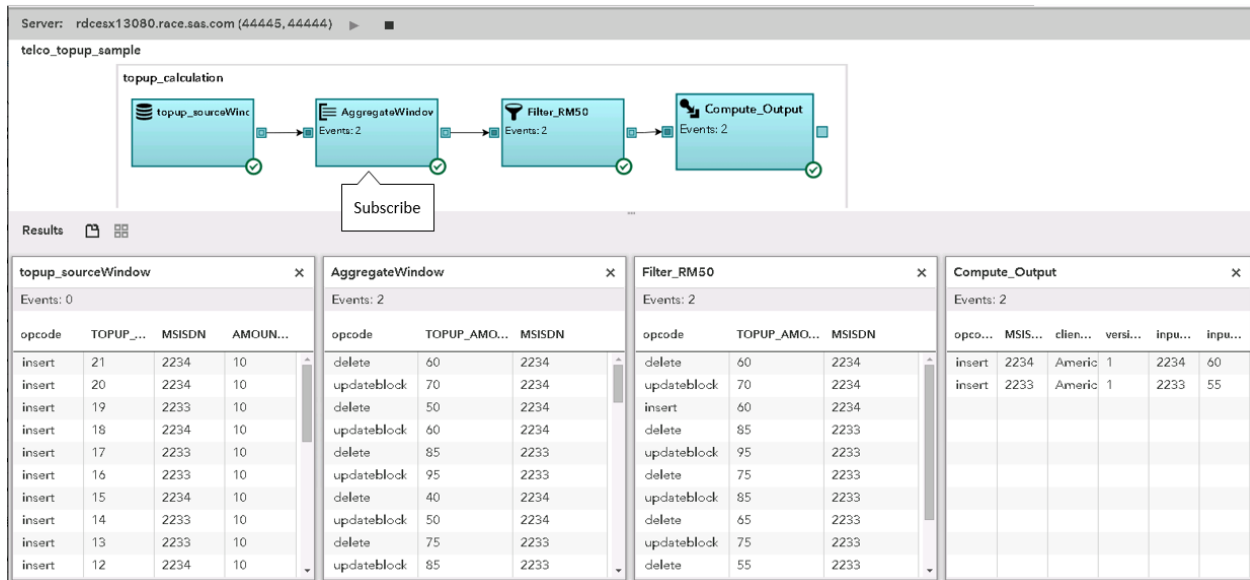 Server: rdcesx13080.race.sas.com (44445, 44444)
telco_topup_sample
topup_calculation
topup_sourceWinc
AggregateWindov
Events: 2
Filter_RM50
Events: 2
Compute_Output
Events: 2
Subscribe
Results
topup_sourceWindow
Events: 0
opcode TOPUP_... MSISDN AMOUN...
insert 21 2234 10
insert 20 2234 10
insert 19 2233 10
insert 18 2234 10
insert 17 2233 10
insert 16 2233 10
insert 15 2234 10
insert 14 2233 10
insert 13 2233 10
insert 12 2234 10
AggregateWindow
Events: 2
opcode TOPUP_AMO... MSISDN
delete 60 2234
updateblock 70 2234
delete 50 2234
updateblock 60 2234
delete 85 2233
updateblock 95 2233
delete 40 2234
updateblock 50 2234
delete 75 2233
updateblock 85 2233
Filter_RM50
Events: 2
opcode TOPUP_AMO... MSISDN
delete 60 2234
updateblock 70 2234
insert 60 2234
delete 85 2233
updateblock 95 2233
delete 75 2233
updateblock 85 2233
delete 65 2233
updateblock 75 2233
delete 55 2233
Compute_Output
Events: 2
opco... MSIS... clien... versi... inpu... inpu...
insert 2234 Americ 1 2234 60
insert 2233 Americ 1 2233 55